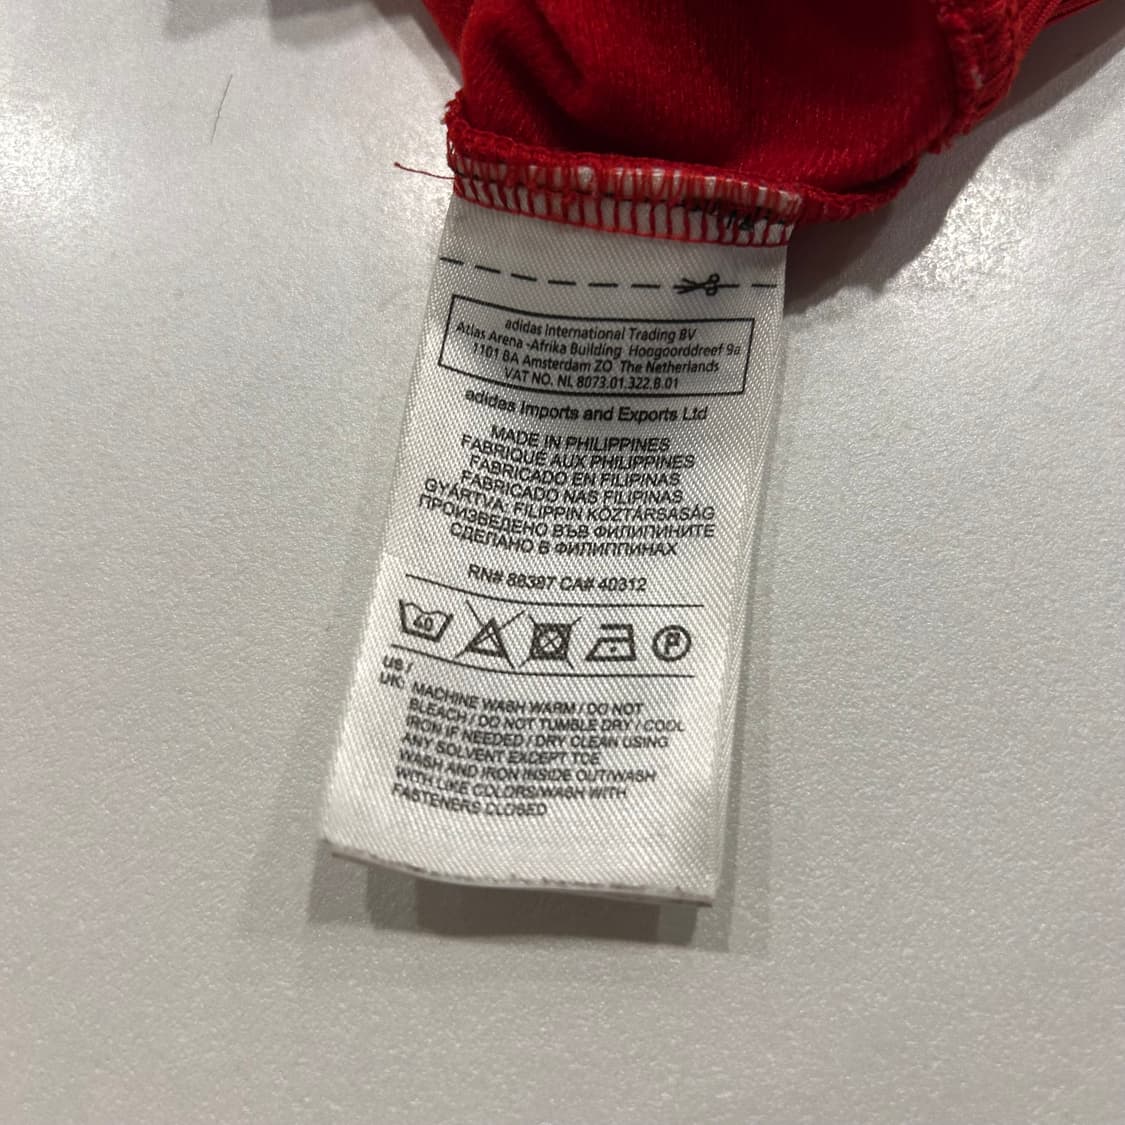 adidas International Trading BV
Atlas Arena -Afrika Building Hoogoorddreef 9a
1101 BA Amsterdam ZO The Netherlands
VAT NO. NL 8073.01.322.B.01
adidas Imports and Exports Ltd
MADE IN PHILIPPINES
FABRIQUÉ AUX PHILIPPINES
FABRICADO EN FILIPINAS
FABRICADO NAS FILIPINAS
GYÁRTVA: FILIPPIN KÖZTÁRSASÁG
ПРОИЗВЕДЕНО ВЪВ ФИЛИПИНИТЕ
СДЕЛАНО В ФИЛИППИНАХ
RN# 88387 CA# 40312
40
P
US /
UK: MACHINE WASH WARM / DO NOT
BLEACH / DO NOT TUMBLE DRY / COOL
IRON IF NEEDED / DRY CLEAN USING
ANY SOLVENT EXCEPT TCE
WASH AND IRON INSIDE OUT/WASH
WITH LIKE COLORS/WASH WITH
FASTENERS CLOSED